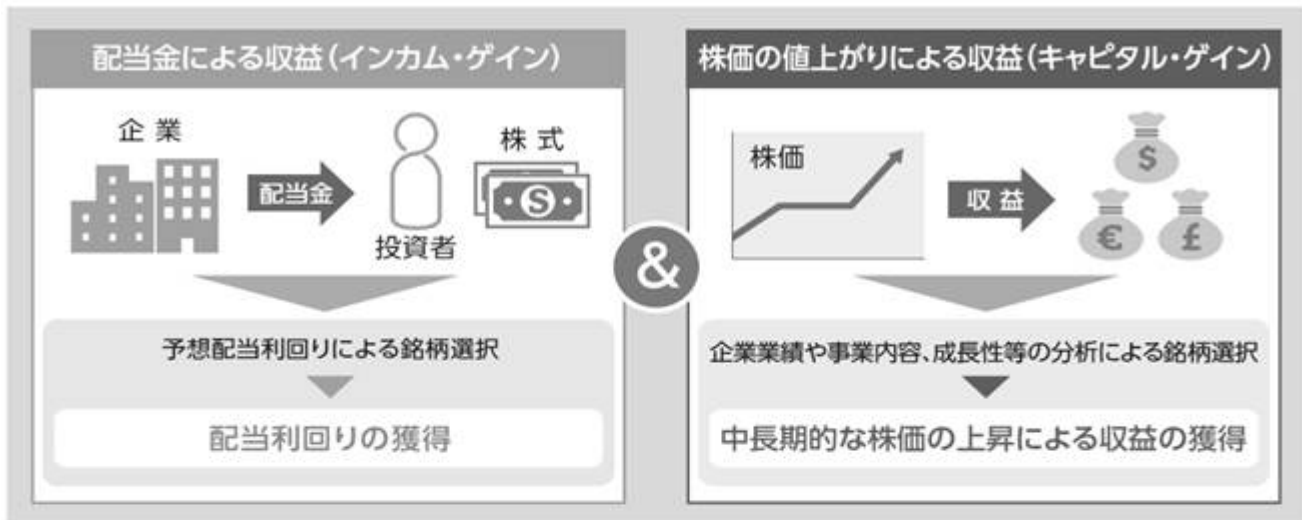 配当金による収益（インカム・ゲイン）
企業
配当金
投資者
株式
S
予想配当利回りによる銘柄選択
配当利回りの獲得
&
株価の値上がりによる収益（キャピタル・ゲイン）
株価
収益
$
€
£
企業業績や事業内容、成長性等の分析による銘柄選択
中長期的な株価の上昇による収益の獲得